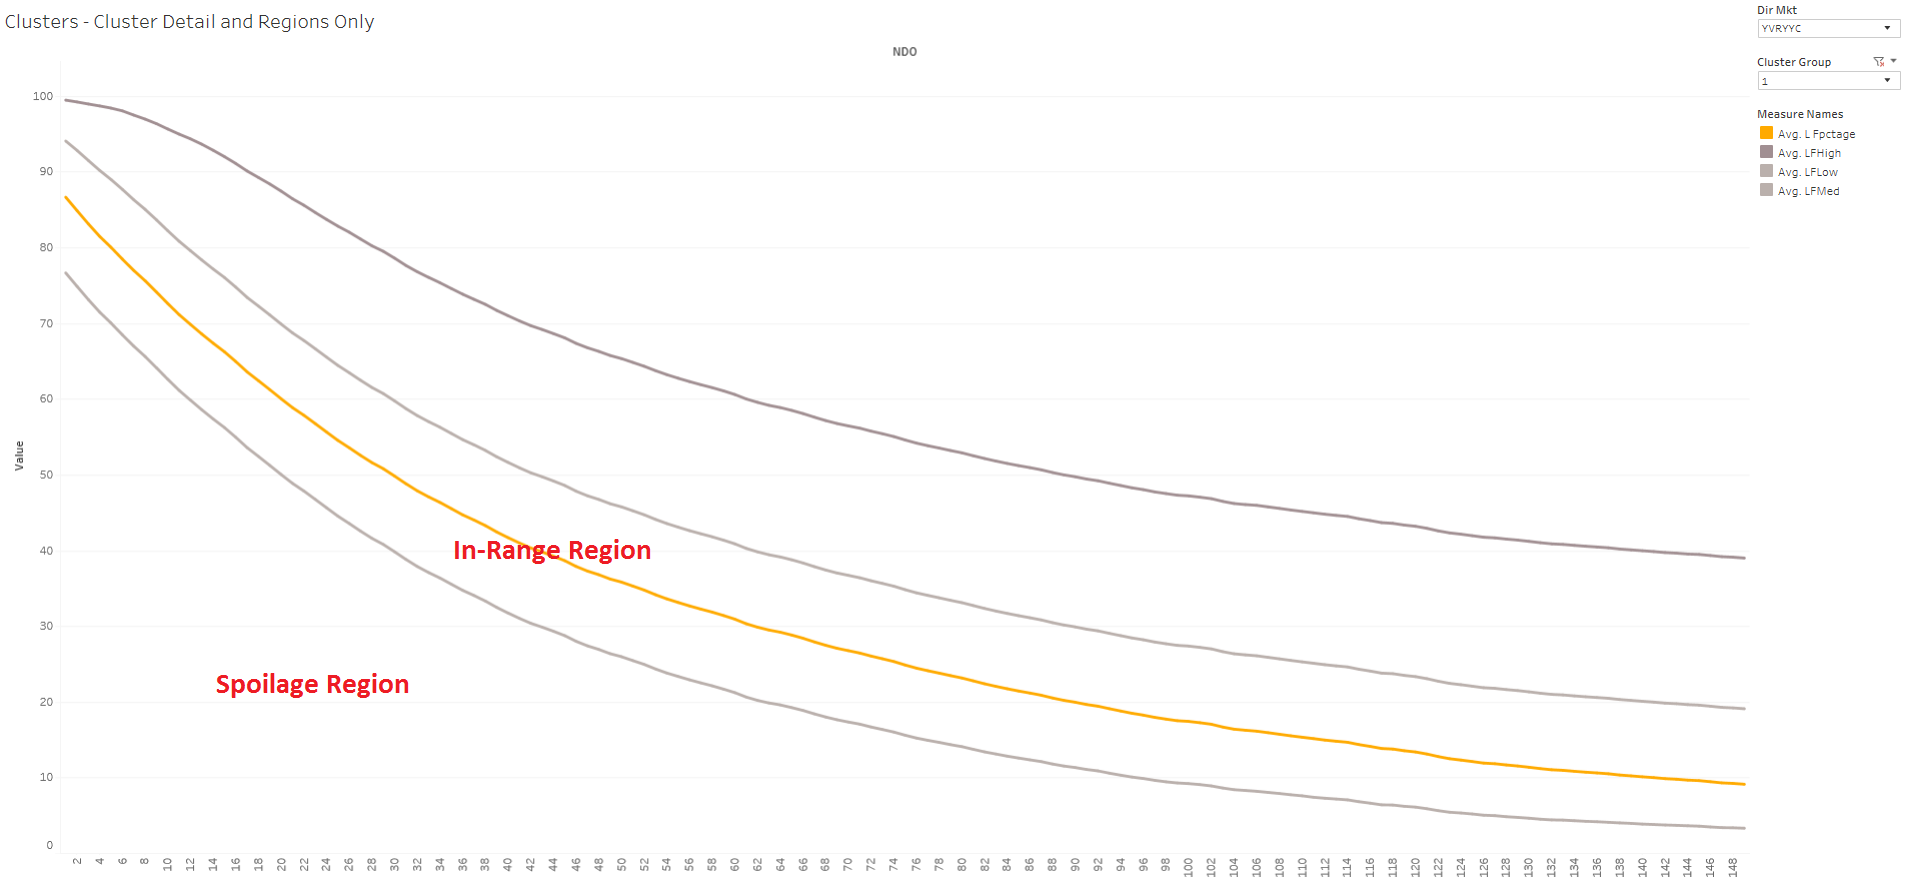 Clusters - Cluster Detail and Regions Only
NDO
Value
100
90
80
70
60
50
40
30
20
10
0
In-Range Region
Spoilage Region
2 4 6 8 10 12 14 16 18 20 22 24 26 28 30 32 34 36 38 40 42 44 46 48 50 52 54 56 58 60 62 64 66 68 70 72 74 76 78 80 82 84 86 88 90 92 94 96 98 100 102 104 106 108 110 112 114 116 118 120 122 124 126 128 130 132 134 136 138 140 142 144 146 148
Dir Mkt
YVRYYC
Cluster Group
1
Measure Names
Avg. L Fpctage
Avg. LFHigh
Avg. LFLow
Avg. LFMed